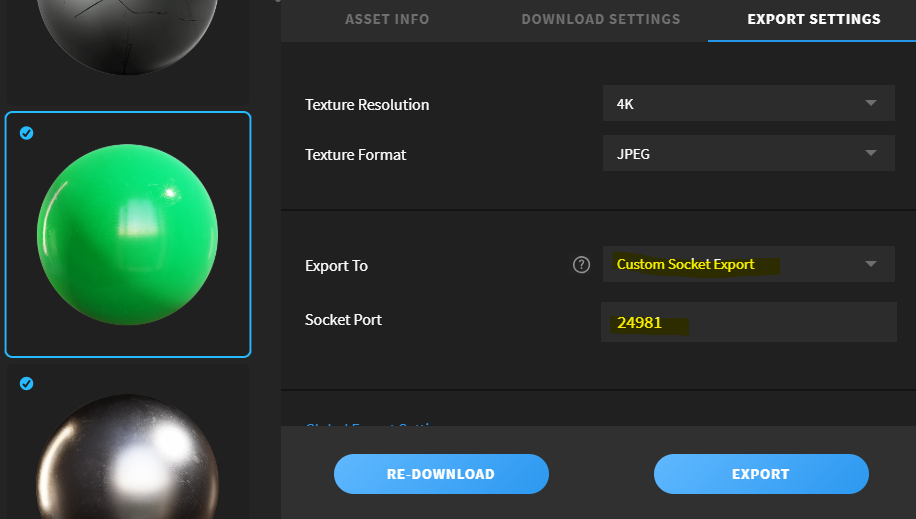 ASSET INFO DOWNLOAD SETTINGS EXPORT SETTINGS
Texture Resolution 4K
Texture Format JPEG
Export To ? Custom Socket Export
Socket Port 24981
RE-DOWNLOAD EXPORT